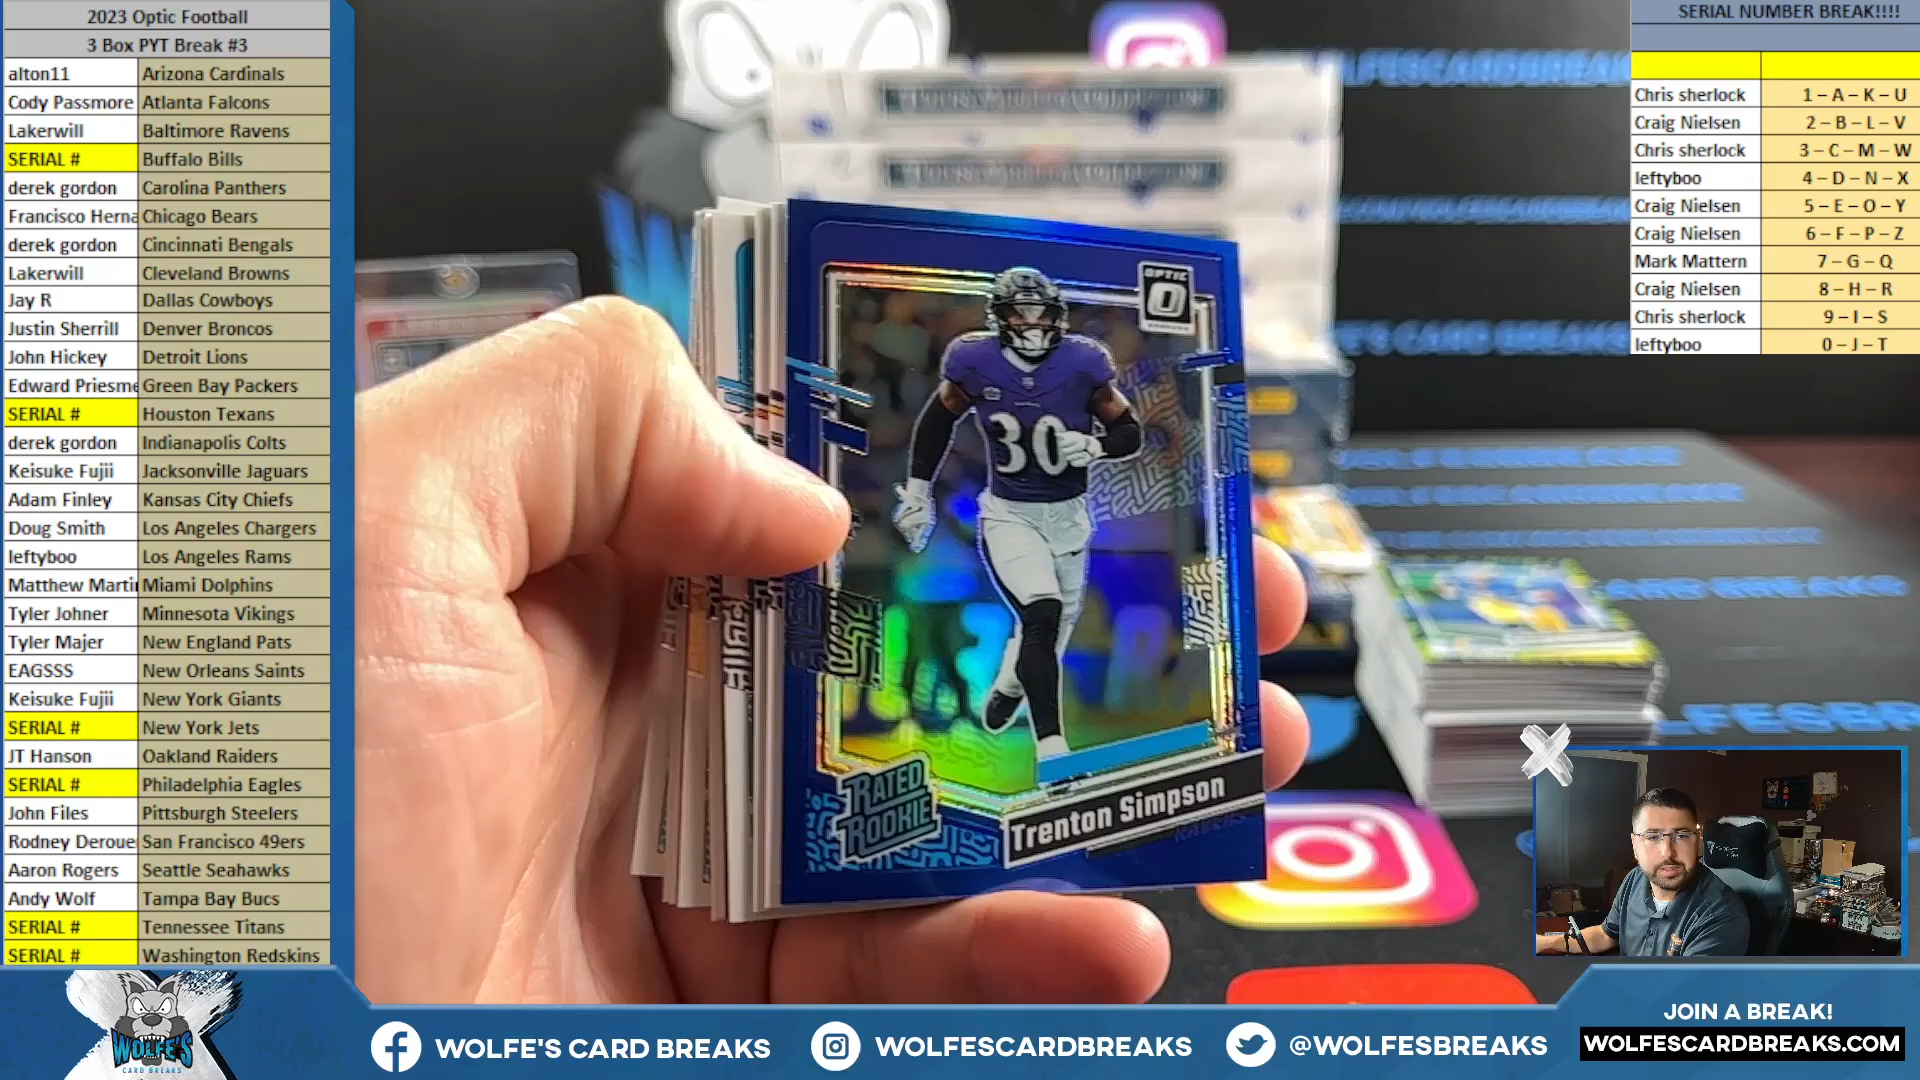 2023 Optic Football
3 Box PYT Break #3
alton11 Arizona Cardinals
Cody Passmore Atlanta Falcons
Lakerwill Baltimore Ravens
SERIAL # Buffalo Bills
derek gordon Carolina Panthers
Francisco Herna Chicago Bears
derek gordon Cincinnati Bengals
Lakerwill Cleveland Browns
Jay R Dallas Cowboys
Justin Sherrill Denver Broncos
John Hickey Detroit Lions
Edward Priesme Green Bay Packers
SERIAL # Houston Texans
derek gordon Indianapolis Colts
Keisuke Fujii Jacksonville Jaguars
Adam Finley Kansas City Chiefs
Doug Smith Los Angeles Chargers
leftyboo Los Angeles Rams
Matthew Marti Miami Dolphins
Tyler Johner Minnesota Vikings
Tyler Majer New England Pats
EAGSSS New Orleans Saints
Keisuke Fujii New York Giants
SERIAL # New York Jets
JT Hanson Oakland Raiders
SERIAL # Philadelphia Eagles
John Files Pittsburgh Steelers
Rodney Deroue San Francisco 49ers
Aaron Rogers Seattle Seahawks
Andy Wolf Tampa Bay Bucs
SERIAL # Tennessee Titans
SERIAL # Washington Redskins
SERIAL NUMBER BREAK!!!!
Chris sherlock 1 – A – K – U
Craig Nielsen 2 – B – L – V
Chris sherlock 3 – C – M – W
leftyboo 4 – D – N – X
Craig Nielsen 5 – E – O – Y
Craig Nielsen 6 – F – P – Z
Mark Mattern 7 – G – Q
Craig Nielsen 8 – H – R
Chris sherlock 9 – I – S
leftyboo 0 – J – T
OPTIC
O
30
RATED
ROOKIE
Trenton Simpson
WOLFE'S
CARD BREAKS
WOLFE'S CARD BREAKS
WOLFESCARDBREAKS
@WOLFESBREAKS
JOIN A BREAK!
WOLFESCARDBREAKS.COM